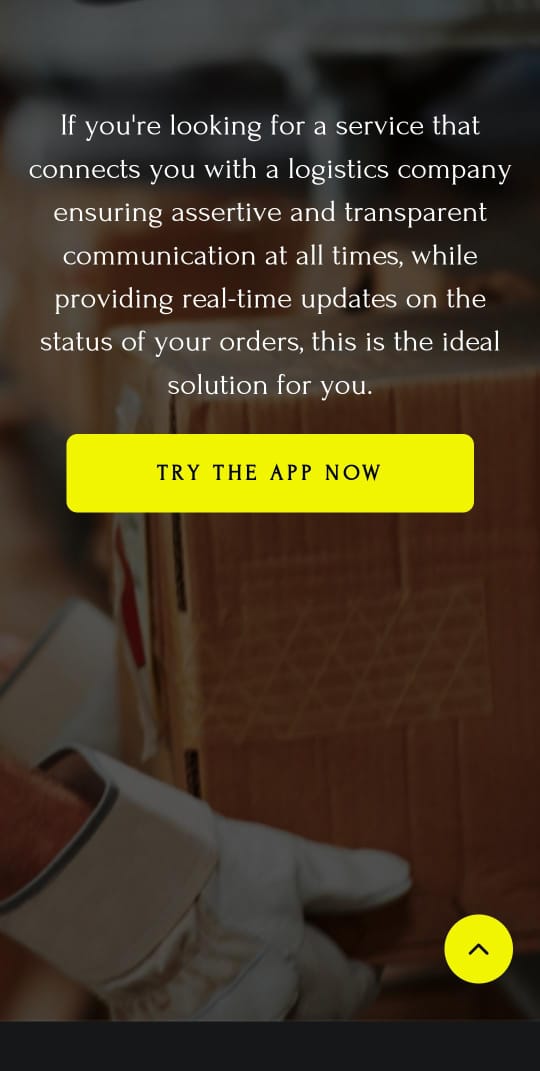 If you're looking for a service that
connects you with a logistics company
ensuring assertive and transparent
communication at all times, while
providing real-time updates on the
status of your orders, this is the ideal
solution for you.
TRY THE APP NOW